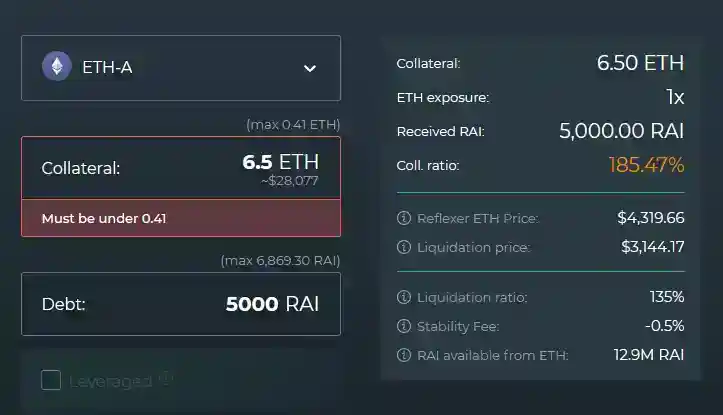 ETH-A
(max 0.41 ETH)
Collateral: 6.5 ETH
~$28,077
Must be under 0.41
(max 6,869.30 RAI)
Debt: 5000 RAI
Leveraged
Collateral: 6.50 ETH
ETH exposure: 1x
Received RAI: 5,000.00 RAI
Coll. ratio: 185.47%
Reflexer ETH Price: $4,319.66
Liquidation price: $3,144.17
Liquidation ratio: 135%
Stability Fee: -0.5%
RAI available from ETH: 12.9M RAI